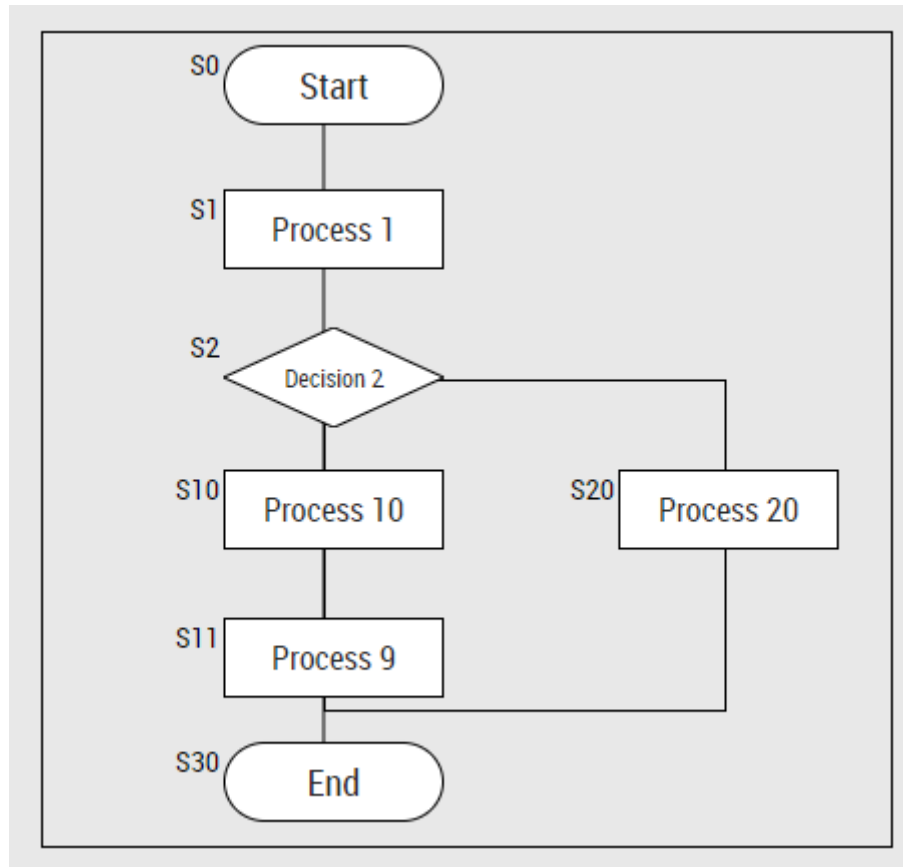 S0
Start
S1
Process 1
S2
Decision 2
S10
Process 10
S20
Process 20
S11
Process 9
S30
End